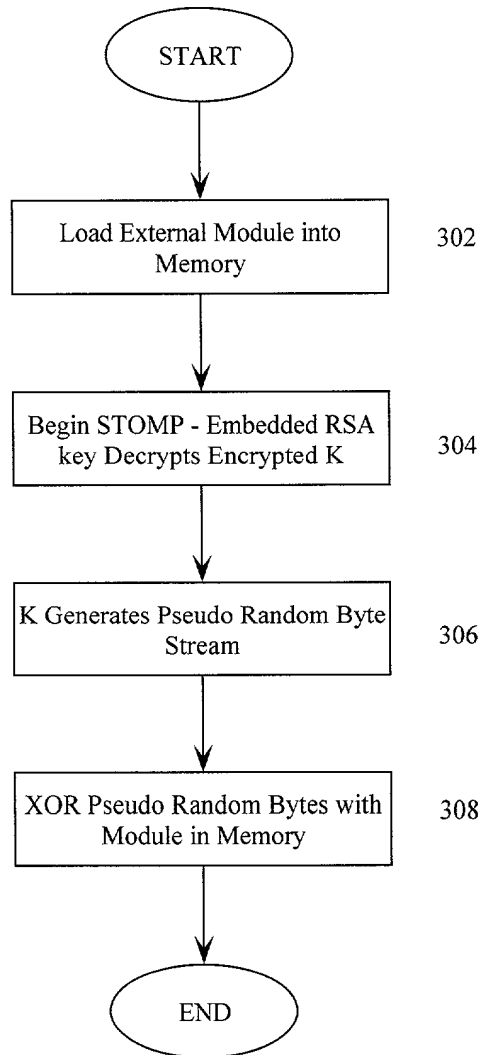 START
Load External Module into
Memory
302
Begin STOMP - Embedded RSA
key Decrypts Encrypted K
304
K Generates Pseudo Random Byte
Stream
306
XOR Pseudo Random Bytes with
Module in Memory
308
END